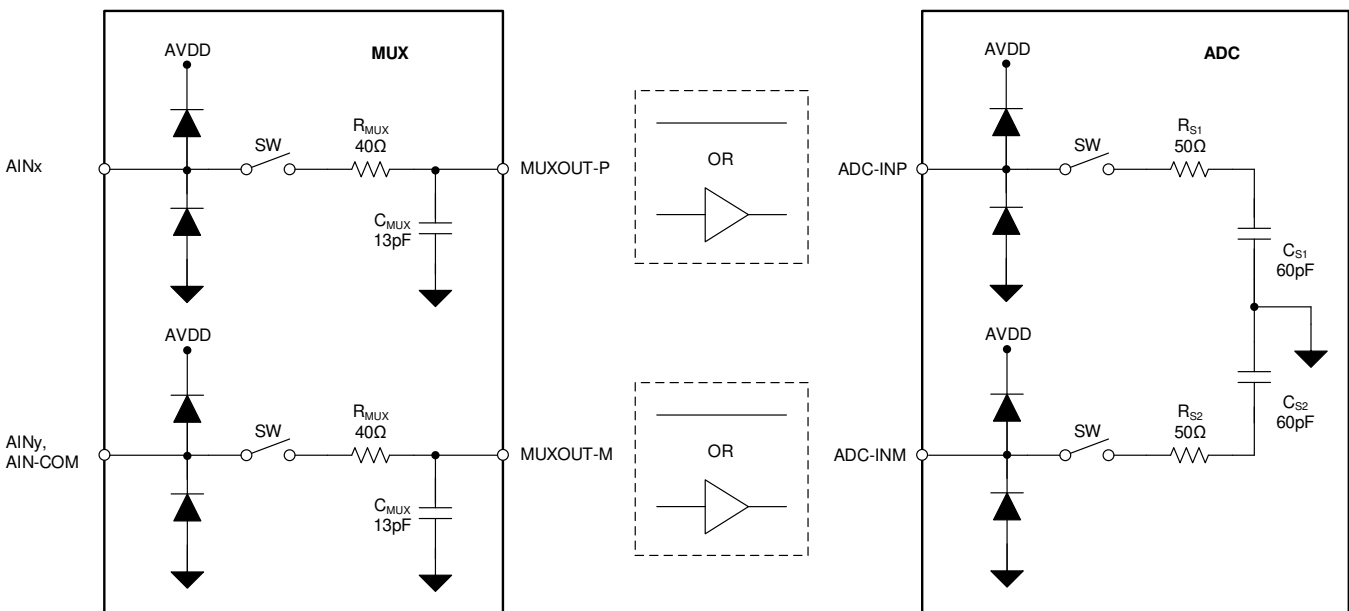 MUX
AVDD
AINx
SW
R_MUX
40Ω
C_MUX
13pF
MUXOUT-P
AVDD
AINy,
AIN-COM
SW
R_MUX
40Ω
C_MUX
13pF
MUXOUT-M
OR
OR
ADC
AVDD
ADC-INP
SW
R_S1
50Ω
C_S1
60pF
AVDD
ADC-INM
SW
R_S2
50Ω
C_S2
60pF